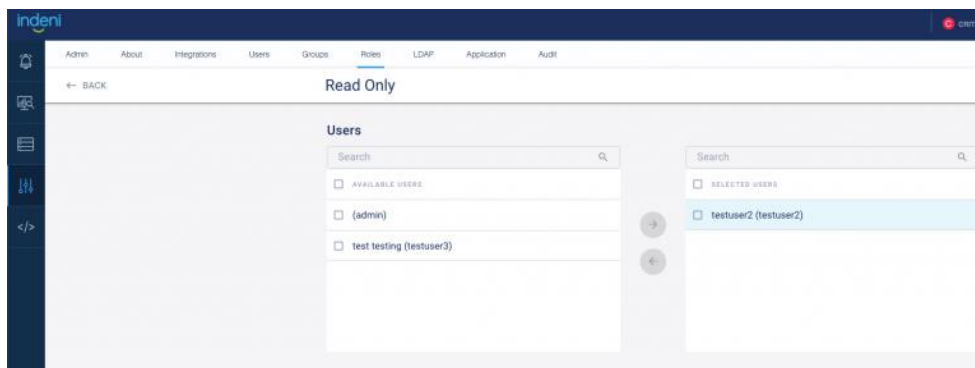 indeni
C CRIT
Admin About Integrations Users Groups Roles LDAP Application Audit
← BACK
Read Only
Users
Search Search
AVAILABLE USERS SELECTED USERS
(admin) testuser2 (testuser2)
test testing (testuser3)